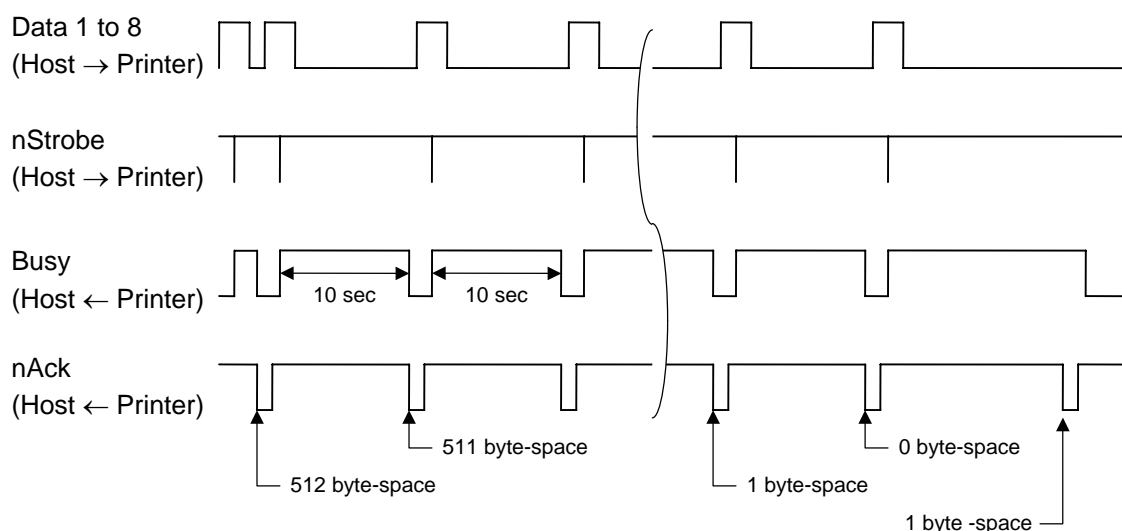 Data 1 to 8
(Host → Printer)
nStrobe
(Host → Printer)
Busy
(Host ← Printer)
10 sec
10 sec
nAck
(Host ← Printer)
511 byte-space
0 byte-space
512 byte-space
1 byte-space
1 byte -space